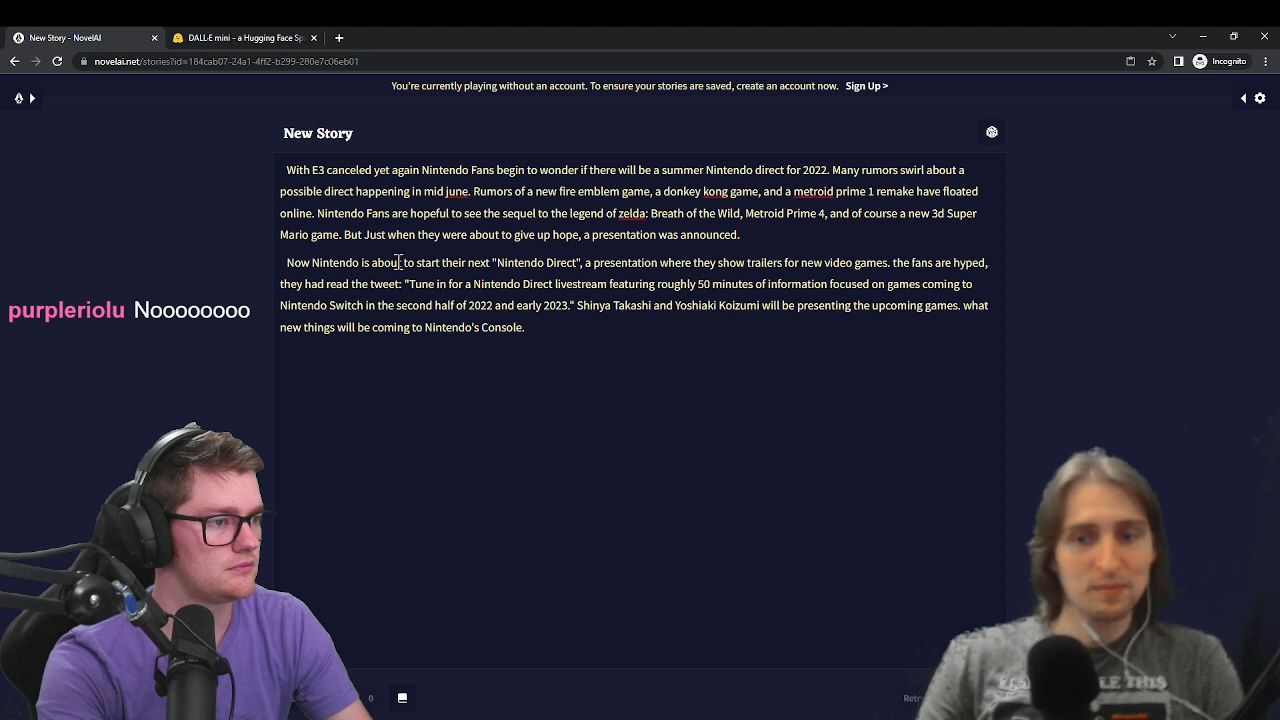 New Story - NovelAI
DALL·E mini - a Hugging Face Sp
novelai.net/stories?id=184cab07-24a1-4ff2-b299-280e7c06eb01
Incognito
You're currently playing without an account. To ensure your stories are saved, create an account now. Sign Up >
New Story
With E3 canceled yet again Nintendo Fans begin to wonder if there will be a summer Nintendo direct for 2022. Many rumors swirl about a
possible direct happening in mid june. Rumors of a new fire emblem game, a donkey kong game, and a metroid prime 1 remake have floated
online. Nintendo Fans are hopeful to see the sequel to the legend of zelda: Breath of the Wild, Metroid Prime 4, and of course a new 3d Super
Mario game. But Just when they were about to give up hope, a presentation was announced.
Now Nintendo is about to start their next "Nintendo Direct", a presentation where they show trailers for new video games. the fans are hyped,
they had read the tweet: "Tune in for a Nintendo Direct livestream featuring roughly 50 minutes of information focused on games coming to
Nintendo Switch in the second half of 2022 and early 2023." Shinya Takashi and Yoshiaki Koizumi will be presenting the upcoming games. what
new things will be coming to Nintendo's Console.
purpleriolu Noooooooo
0
Retry
THIS